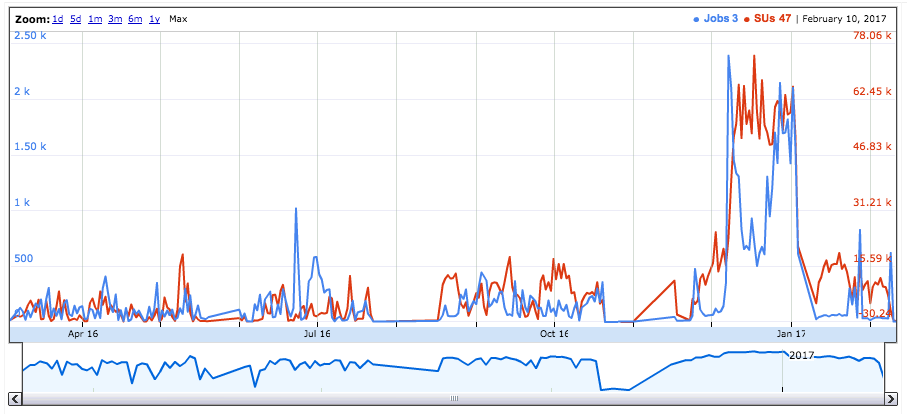 Zoom: 1d 5d 1m 3m 6m 1y Max
Jobs 3 SUs 47 | February 10, 2017
2.50 k 78.06 k
2 k 62.45 k
1.50 k 46.83 k
1 k 31.21 k
500 15.59 k
-30.24
Apr 16 Jul 16 Oct 16 Jan 17
2017